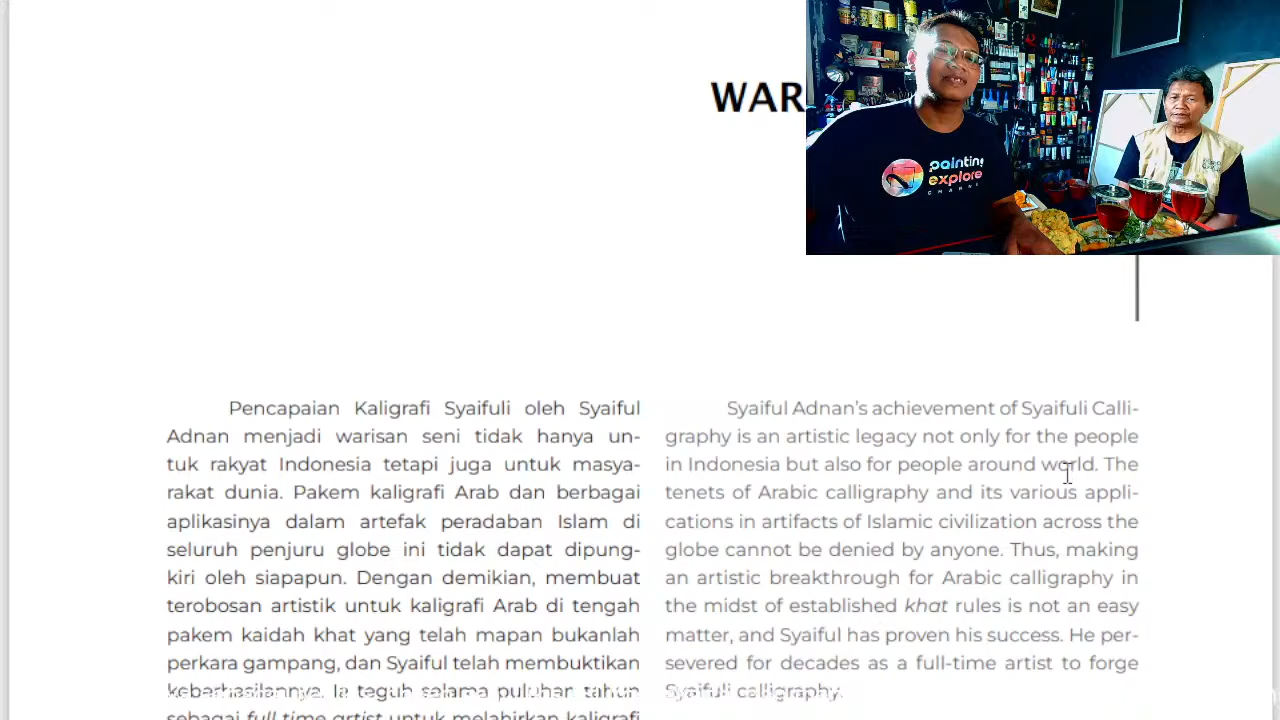 WAR
painting
explore
CHANNEL
Pencapaian Kaligrafi Syaifuli oleh Syaiful
Adnan menjadi warisan seni tidak hanya un-
tuk rakyat Indonesia tetapi juga untuk masya-
rakat dunia. Pakem kaligrafi Arab dan berbagai
aplikasinya dalam artefak peradaban Islam di
seluruh penjuru globe ini tidak dapat dipung-
kiri oleh siapapun. Dengan demikian, membuat
terobosan artistik untuk kaligrafi Arab di tengah
pakem kaidah khat yang telah mapan bukanlah
perkara gampang, dan Syaiful telah membuktikan
keberhasilannya. Ia teguh selama puluhan tahun
sebagai full time artist untuk melahirkan kaligrafi
Syaiful Adnan's achievement of Syaifuli Calli-
graphy is an artistic legacy not only for the people
in Indonesia but also for people around world. The
tenets of Arabic calligraphy and its various appli-
cations in artifacts of Islamic civilization across the
globe cannot be denied by anyone. Thus, making
an artistic breakthrough for Arabic calligraphy in
the midst of established khat rules is not an easy
matter, and Syaiful has proven his success. He per-
severed for decades as a full-time artist to forge
Syaifuli calligraphy.